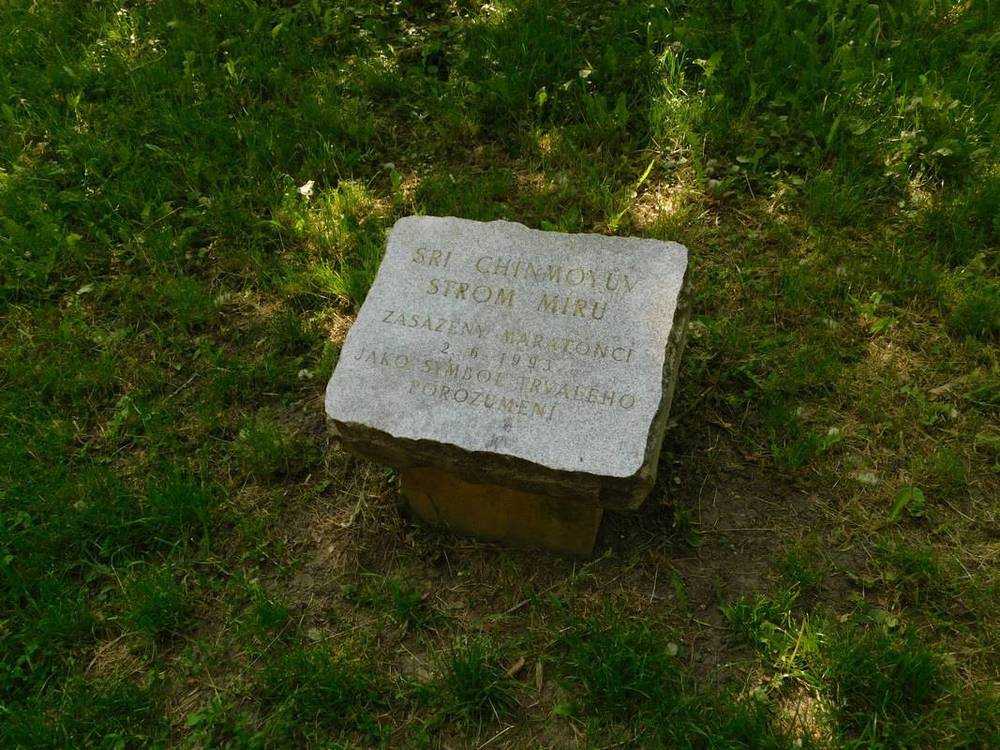 SRI CHINMOYŮV
STROM MÍRU
ZASAZENÝ MARATONCI
2. 6. 1993
JAKO SYMBOL TRVALÉHO
POROZUMĚNÍ